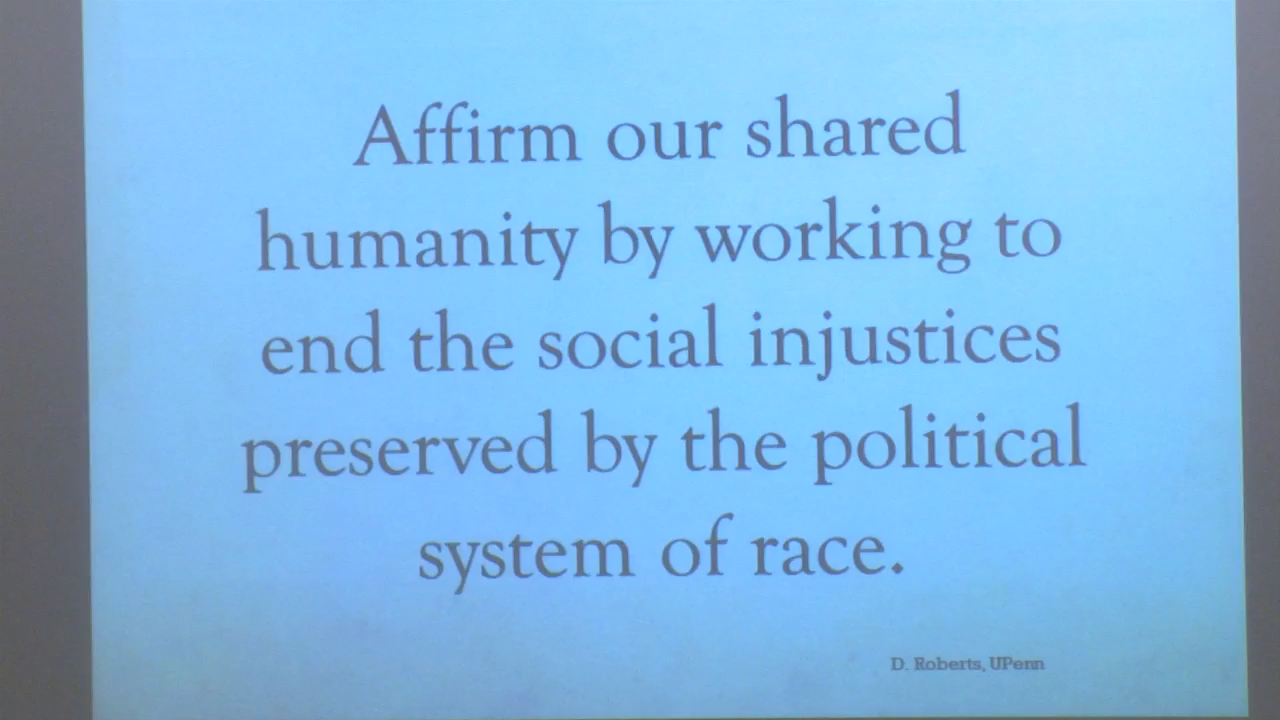 Affirm our shared
humanity by working to
end the social injustices
preserved by the political
system of race.
D. Roberts, UPenn